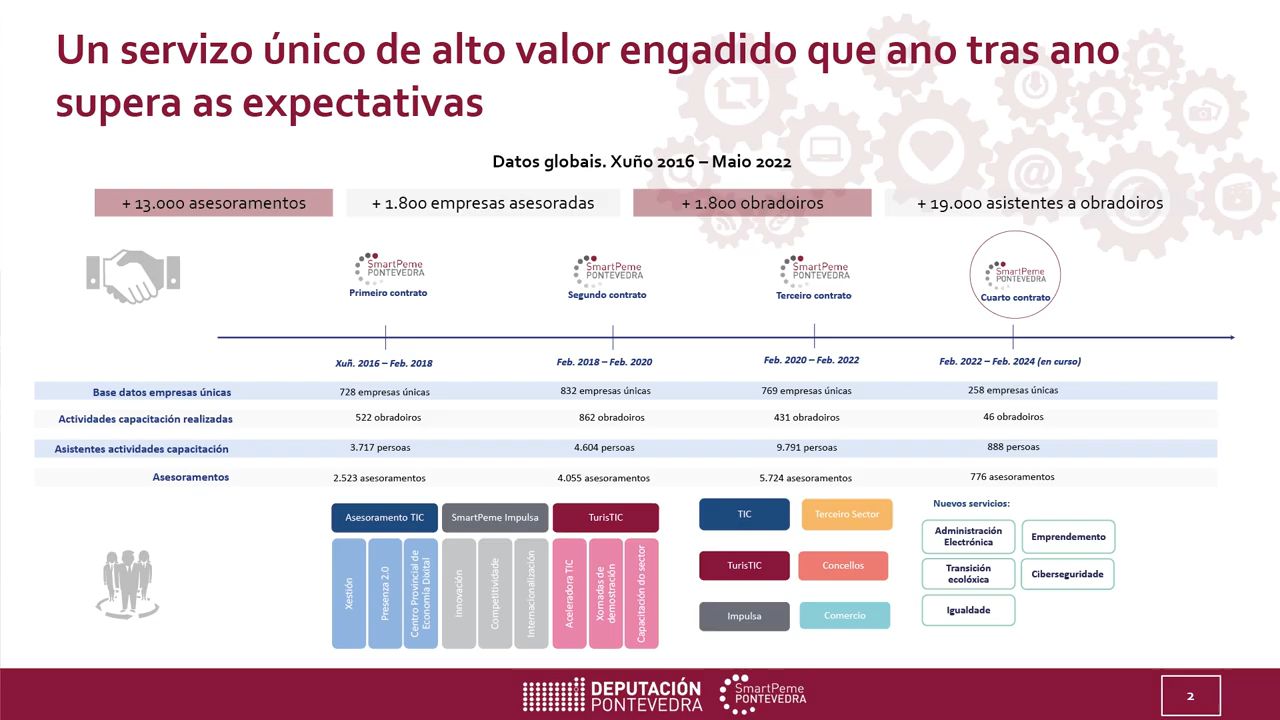 Un servizo único de alto valor engadido que ano tras ano
supera as expectativas
Datos globais. Xuño 2016 – Maio 2022
+ 13.000 asesoramentos
+ 1.800 empresas asesoradas
+ 1.800 obradoiros
+ 19.000 asistentes a obradoiros
SmartPeme
PONTEVEDRA
Primeiro contrato
SmartPeme
PONTEVEDRA
Segundo contrato
SmartPeme
PONTEVEDRA
Terceiro contrato
SmartPeme
PONTEVEDRA
Cuarto contrato
Xuñ. 2016 – Feb. 2018
Feb. 2018 – Feb. 2020
Feb. 2020 – Feb. 2022
Feb. 2022 – Feb. 2024 (en curso)
Base datos empresas únicas
728 empresas únicas
832 empresas únicas
769 empresas únicas
258 empresas únicas
Actividades capacitación realizadas
522 obradoiros
862 obradoiros
431 obradoiros
46 obradoiros
Asistentes actividades capacitación
3.717 persoas
4.604 persoas
9.791 persoas
888 persoas
Asesoramentos
2.523 asesoramentos
4.055 asesoramentos
5.724 asesoramentos
776 asesoramentos
Asesoramento TIC
SmartPeme Impulsa
TurisTIC
Xestión
Presenza 2.0
Centro Provincial de
Economía Dixital
Innovación
Competitividade
Internacionalización
Aceleradora TIC
Xornadas de
demostración
Capacitación do sector
TIC
Terceiro Sector
TurisTIC
Concellos
Impulsa
Comercio
Nuevos servicios:
Administración
Electrónica
Emprendemento
Transición
ecolóxica
Ciberseguridade
Igualdade
DEPUTACIÓN
PONTEVEDRA
SmartPeme
PONTEVEDRA
2